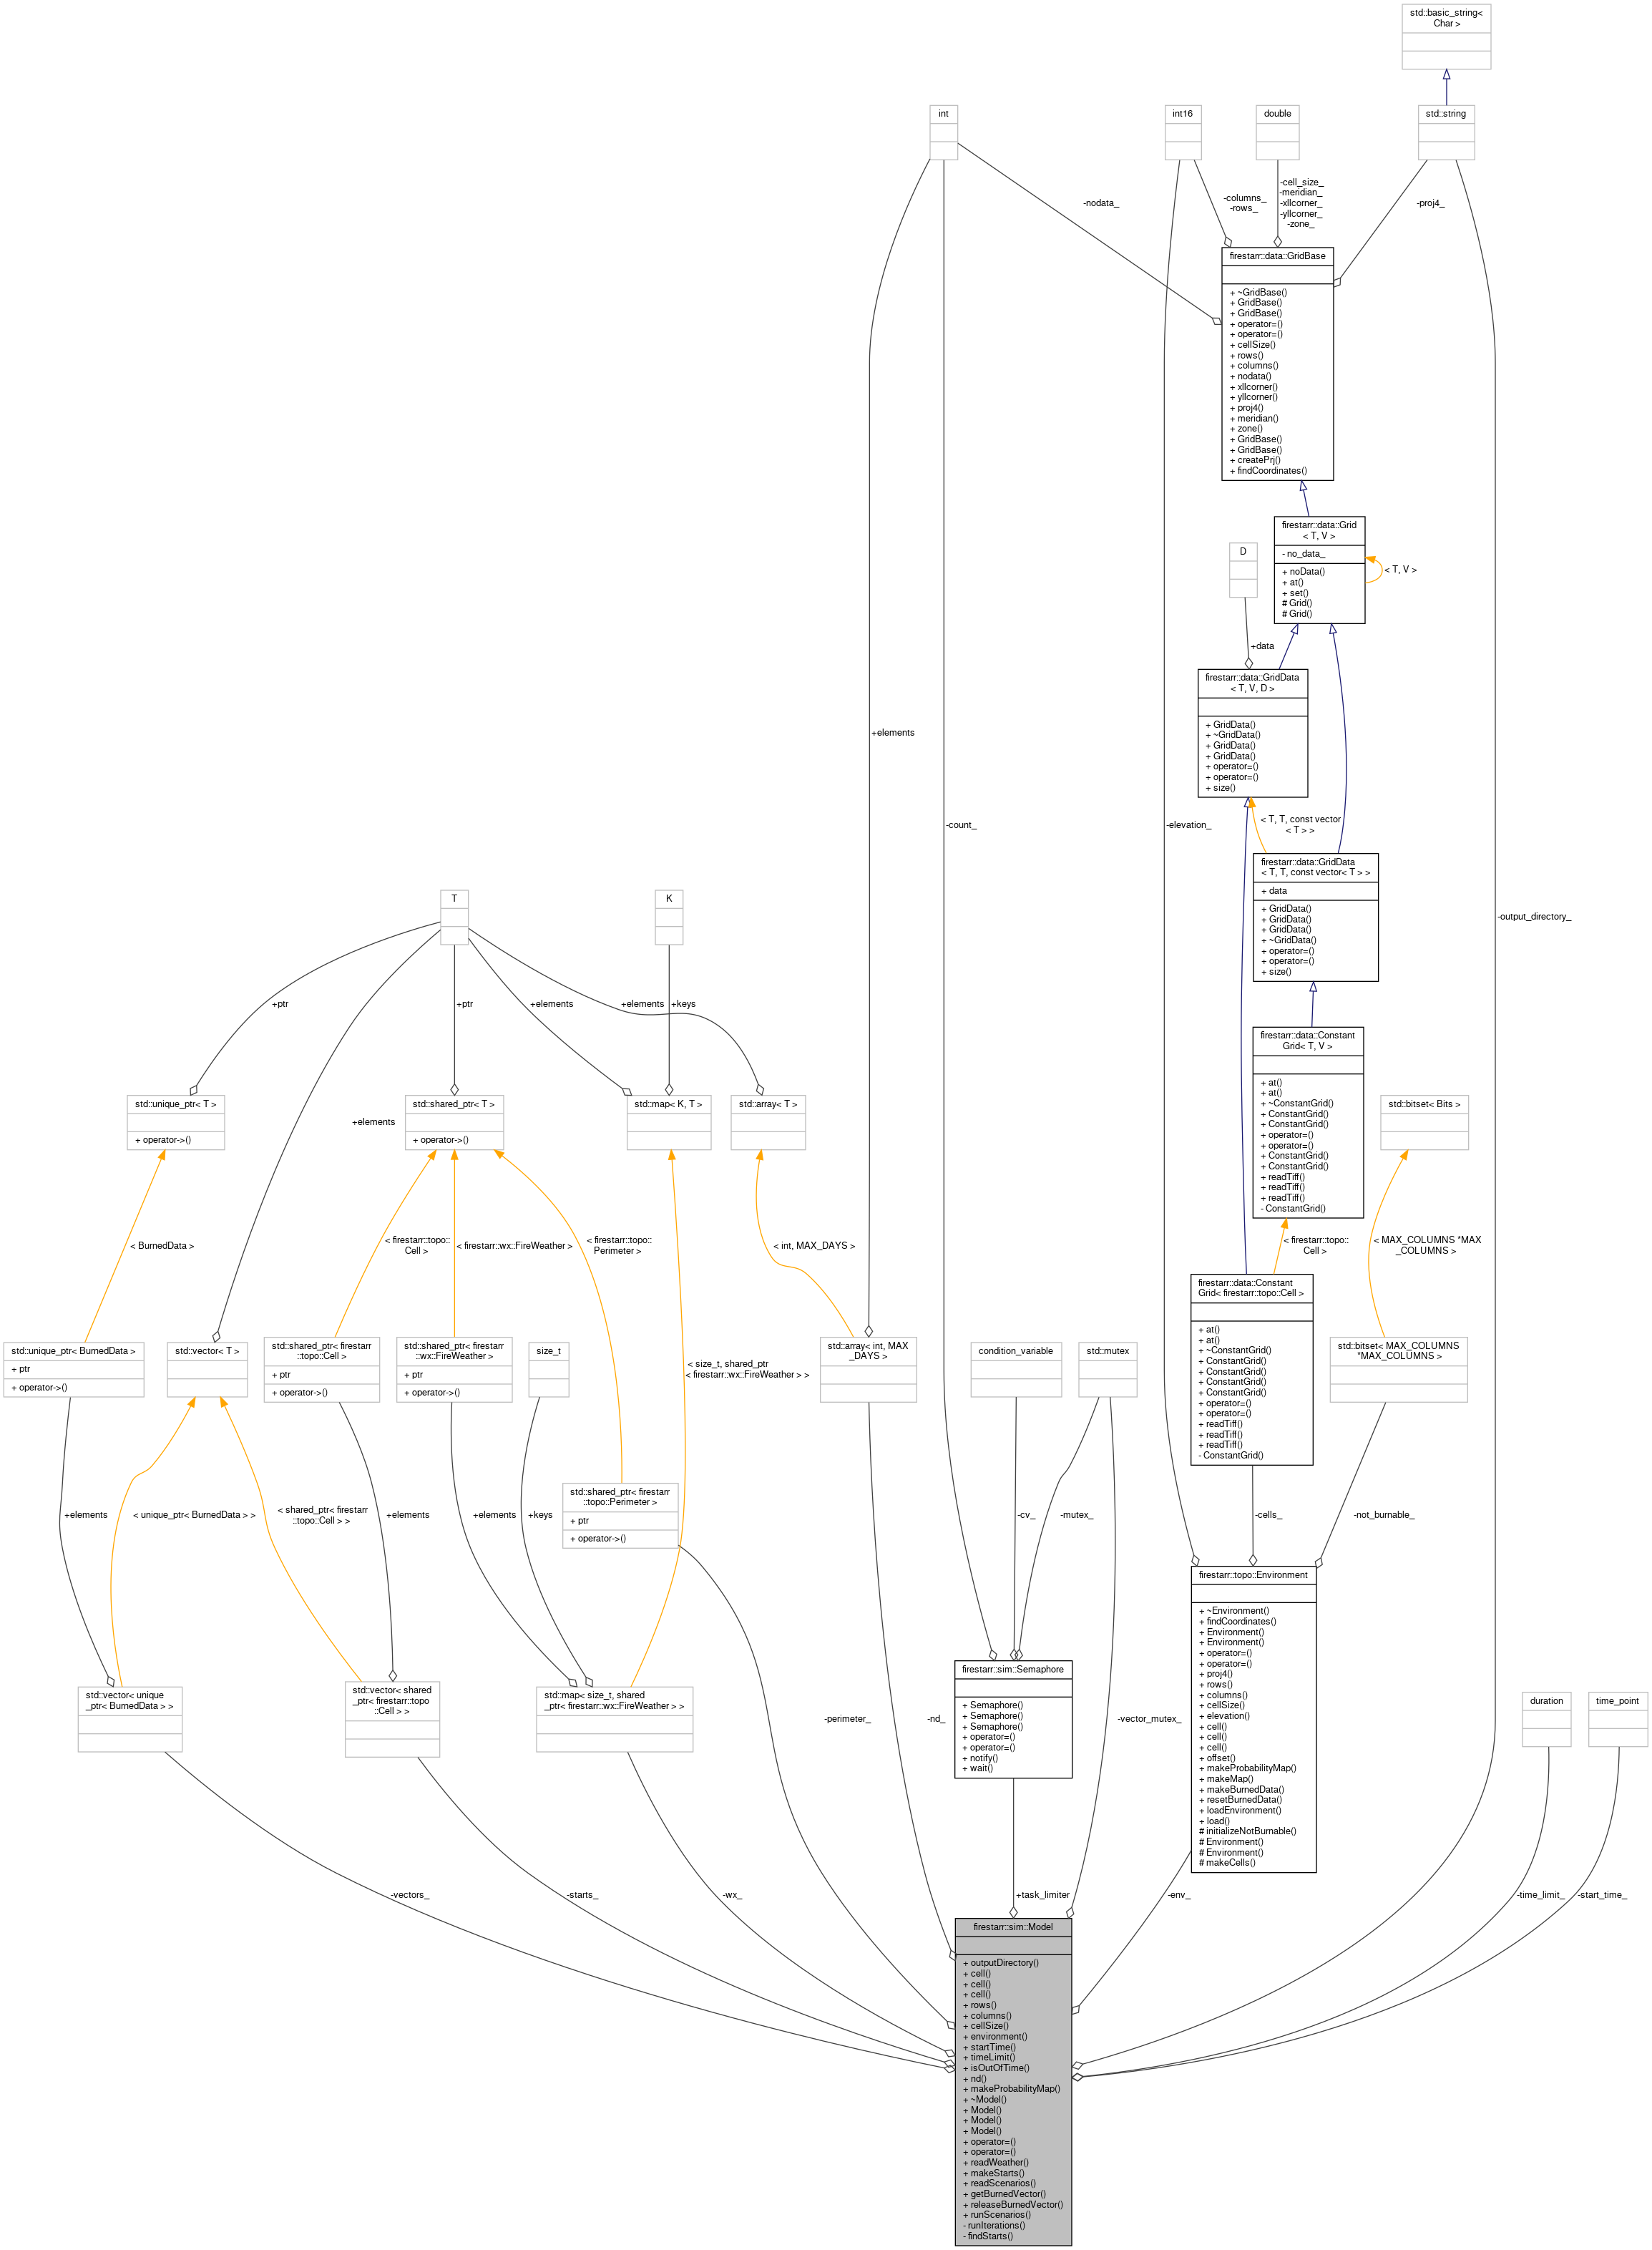 std::basic_string<
Char >
int
int16
double
std::string
-cell_size_
-meridian_
-xllcorner_
-yllcorner_
-zone_
-columns_
-rows_
-nodata_
-proj4_
firestarr::data::GridBase
+ ~GridBase()
+ GridBase()
+ GridBase()
+ operator=()
+ operator=()
+ cellSize()
+ rows()
+ columns()
+ nodata()
+ xllcorner()
+ yllcorner()
+ proj4()
+ meridian()
+ zone()
+ GridBase()
+ GridBase()
+ createPrj()
+ findCoordinates()
firestarr::data::Grid
< T, V >
- no_data_
+ noData()
+ at()
+ set()
# Grid()
# Grid()
< T, V >
D
+data
firestarr::data::GridData
< T, V, D >
+ GridData()
+ ~GridData()
+ GridData()
+ GridData()
+ operator=()
+ operator=()
+ size()
+elements
-count_
-elevation_
< T, T, const vector
< T > >
firestarr::data::GridData
< T, T, const vector< T > >
+ data
+ GridData()
+ GridData()
+ GridData()
+ ~GridData()
+ operator=()
+ operator=()
+ size()
-output_directory_
T
K
+ptr
+ptr
+elements
+elements
+keys
+elements
firestarr::data::Constant
Grid< T, V >
+ at()
+ at()
+ ~ConstantGrid()
+ ConstantGrid()
+ ConstantGrid()
+ operator=()
+ operator=()
+ ConstantGrid()
+ ConstantGrid()
+ readTiff()
+ readTiff()
+ readTiff()
- ConstantGrid()
std::unique_ptr< T >
+ operator->()
std::shared_ptr< T >
+ operator->()
std::map< K, T >
std::array< T >
std::bitset< Bits >
< BurnedData >
< firestarr::topo::
Cell >
< firestarr::wx::FireWeather >
< firestarr::topo::
Perimeter >
< int, MAX_DAYS >
< firestarr::topo::
Cell >
< MAX_COLUMNS *MAX
_COLUMNS >
firestarr::data::Constant
Grid< firestarr::topo::Cell >
+ at()
+ at()
+ ~ConstantGrid()
+ ConstantGrid()
+ ConstantGrid()
+ ConstantGrid()
+ ConstantGrid()
+ operator=()
+ operator=()
+ readTiff()
+ readTiff()
+ readTiff()
- ConstantGrid()
std::unique_ptr< BurnedData >
+ ptr
+ operator->()
std::vector< T >
std::shared_ptr< firestarr
::topo::Cell >
+ ptr
+ operator->()
std::shared_ptr< firestarr
::wx::FireWeather >
+ ptr
+ operator->()
size_t
< size_t, shared_ptr
< firestarr::wx::FireWeather > >
std::array< int, MAX
_DAYS >
condition_variable
std::mutex
std::bitset< MAX_COLUMNS
*MAX_COLUMNS >
std::shared_ptr< firestarr
::topo::Perimeter >
+ ptr
+ operator->()
+elements
< unique_ptr< BurnedData > >
< shared_ptr< firestarr
::topo::Cell > >
+elements
+elements
+keys
-cv_
-mutex_
-cells_
-not_burnable_
firestarr::topo::Environment
+ ~Environment()
+ findCoordinates()
+ Environment()
+ Environment()
+ operator=()
+ operator=()
+ proj4()
+ rows()
+ columns()
+ cellSize()
+ elevation()
+ cell()
+ cell()
+ cell()
+ offset()
+ makeProbabilityMap()
+ makeMap()
+ makeBurnedData()
+ resetBurnedData()
+ loadEnvironment()
+ load()
# initializeNotBurnable()
# Environment()
# Environment()
# makeCells()
firestarr::sim::Semaphore
+ Semaphore()
+ Semaphore()
+ Semaphore()
+ operator=()
+ operator=()
+ notify()
+ wait()
std::vector< unique
_ptr< BurnedData > >
std::vector< shared
_ptr< firestarr::topo
::Cell > >
std::map< size_t, shared
_ptr< firestarr::wx::FireWeather > >
duration
time_point
-perimeter_
-nd_
-vector_mutex_
-vectors_
-starts_
-wx_
+task_limiter
-env_
-time_limit_
-start_time_
firestarr::sim::Model
+ outputDirectory()
+ cell()
+ cell()
+ cell()
+ rows()
+ columns()
+ cellSize()
+ environment()
+ startTime()
+ timeLimit()
+ isOutOfTime()
+ nd()
+ makeProbabilityMap()
+ ~Model()
+ Model()
+ Model()
+ Model()
+ operator=()
+ operator=()
+ readWeather()
+ makeStarts()
+ readScenarios()
+ getBurnedVector()
+ releaseBurnedVector()
+ runScenarios()
- runIterations()
- findStarts()